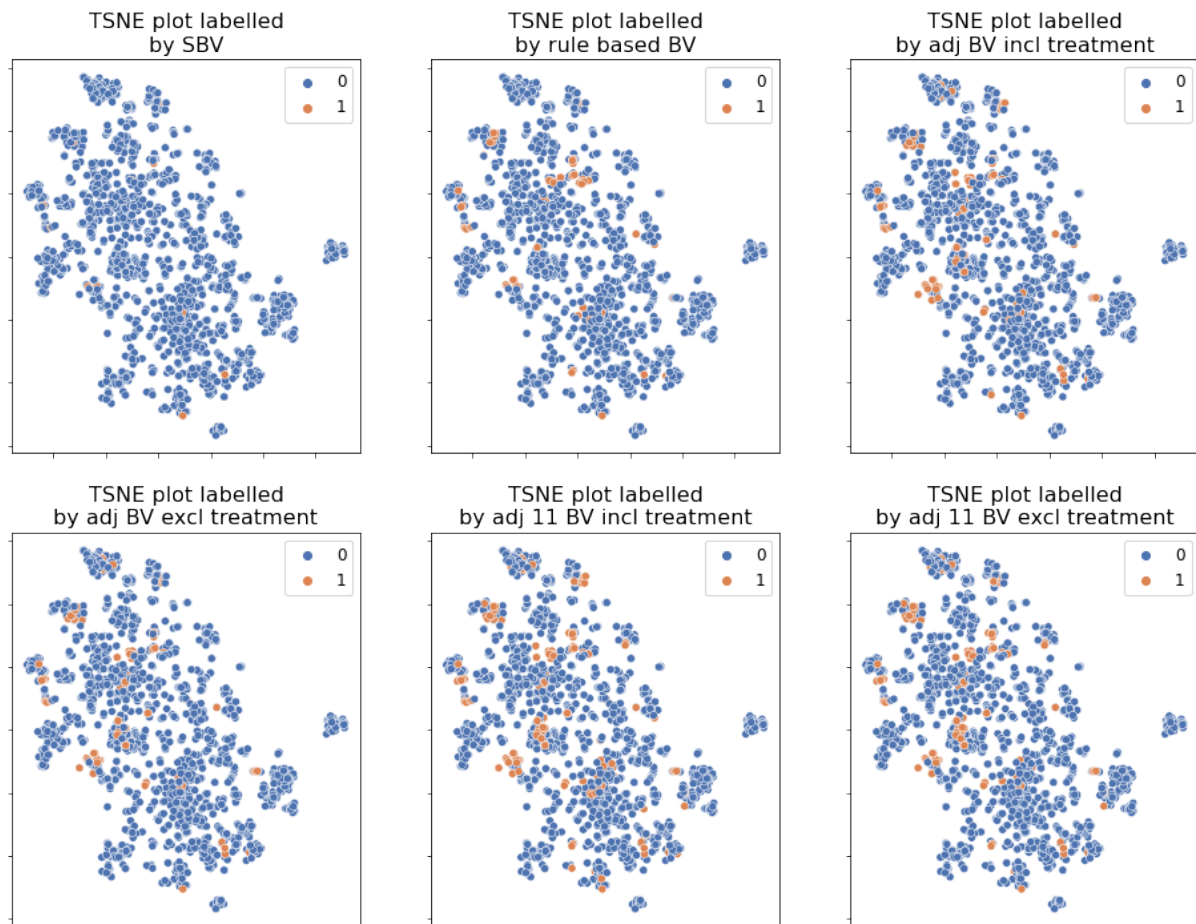 TSNE plot labelled
by SBV
0
1
TSNE plot labelled
by rule based BV
0
1
TSNE plot labelled
by adj BV incl treatment
0
1
TSNE plot labelled
by adj BV excl treatment
0
1
TSNE plot labelled
by adj 11 BV incl treatment
0
1
TSNE plot labelled
by adj 11 BV excl treatment
0
1